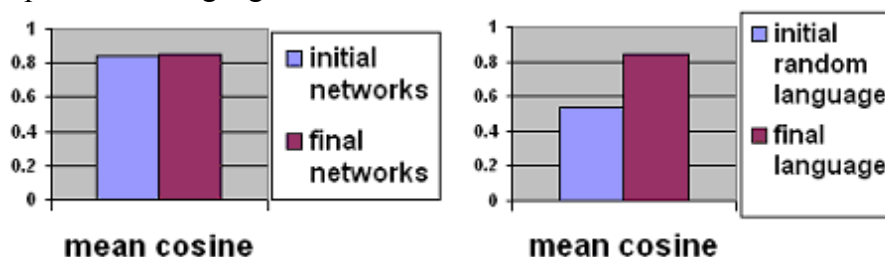 1
0.8
0.6
0.4
0.2
0
mean cosine
initial
networks
final
networks
1
0.8
0.6
0.4
0.2
0
mean cosine
initial
random
language
final
language